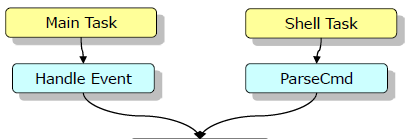 Main Task
Shell Task
Handle Event
ParseCmd